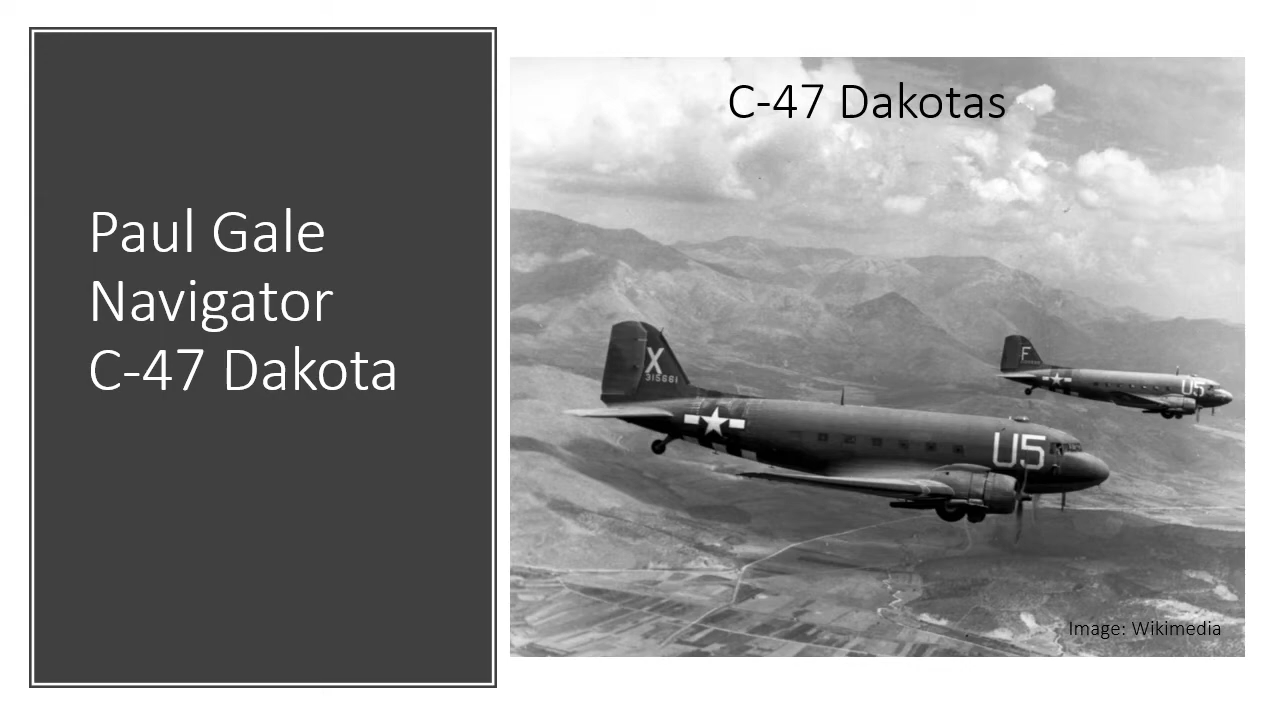 Paul Gale
Navigator
C-47 Dakota
C-47 Dakotas
X
315661
F
U5
U5
Image: Wikimedia